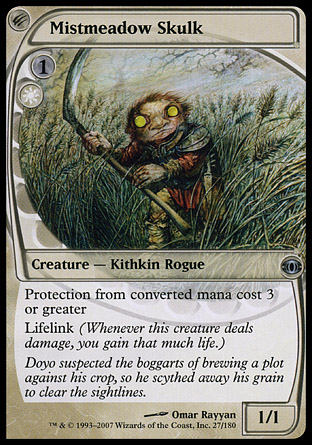 Mistmeadow Skulk
1
Creature — Kithkin Rogue
Protection from converted mana cost 3
or greater
Lifelink (Whenever this creature deals
damage, you gain that much life.)
Doyo suspected the boggarts of brewing a plot
against his crop, so he scythed away his grain
to clear the sightlines.
Omar Rayyan
™ & © 1993–2007 Wizards of the Coast, Inc. 27/180
1/1